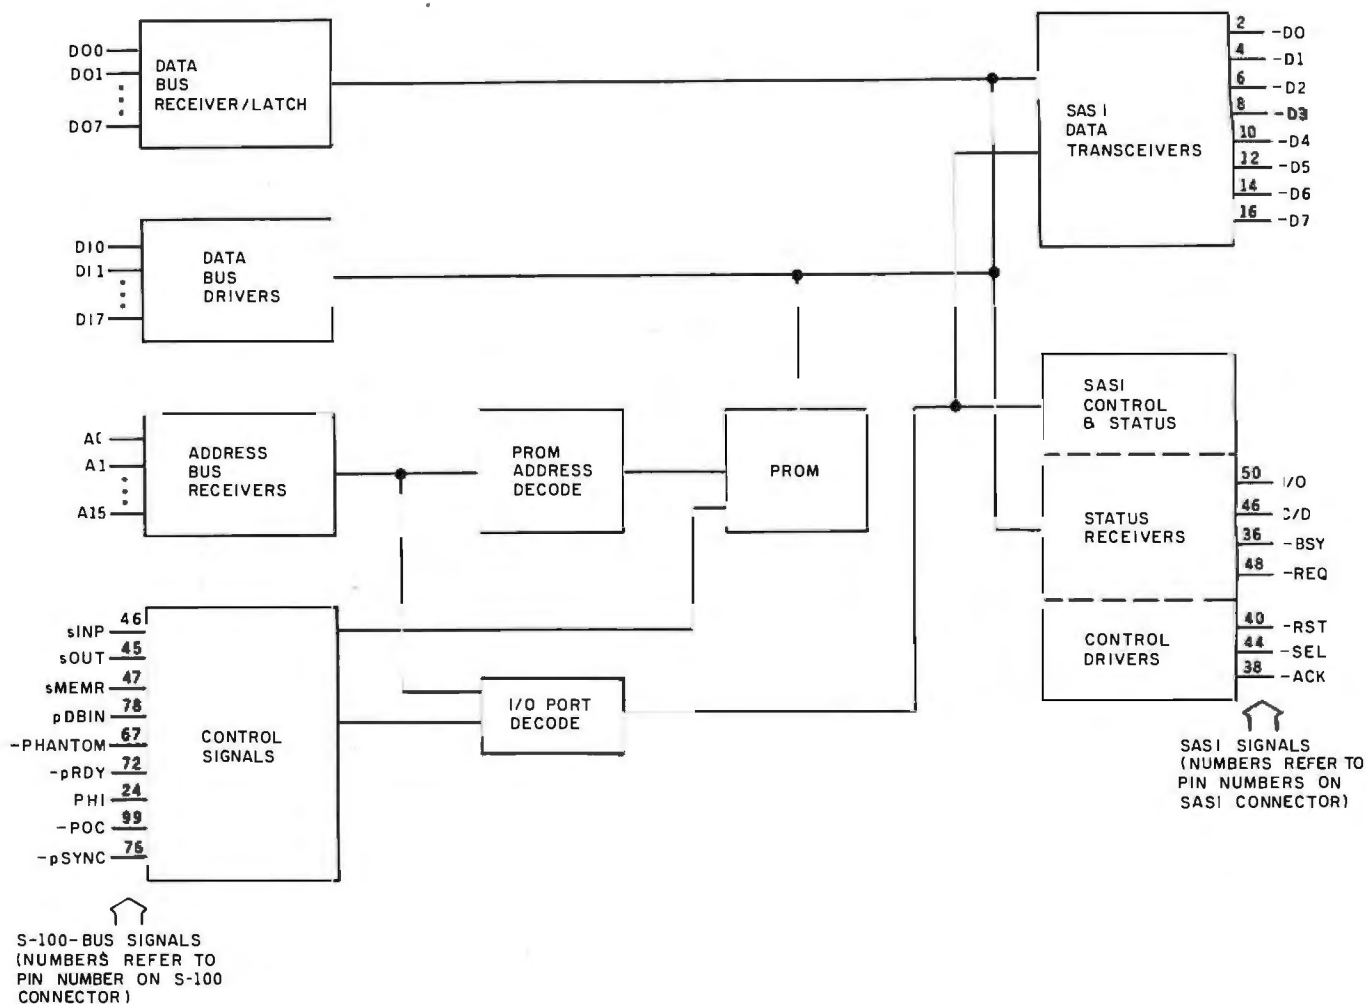 DO0
DO1
DO7
DATA
BUS
RECEIVER/LATCH
DI0
DI1
DI7
DATA
BUS
DRIVERS
A1
A15
ADDRESS
BUS
RECEIVERS
PROM
ADDRESS
DECODE
PROM
sINP 46
sOUT 45
sMEMR 47
pDBIN 78
-PHANTOM 67
-pRDY 72
PHI 24
-POC 99
-pSYNC 76
CONTROL
SIGNALS
I/O PORT
DECODE
S-100-BUS SIGNALS
(NUMBERS REFER TO
PIN NUMBER ON S-100
CONNECTOR)
SASI
DATA
TRANSCEIVERS
2 -D0
4 -D1
6 -D2
8 -D3
10 -D4
12 -D5
14 -D6
16 -D7
SASI
CONTROL
& STATUS
STATUS
RECEIVERS
CONTROL
DRIVERS
50 I/O
46 C/D
36 -BSY
48 -REQ
40 -RST
44 -SEL
38 -ACK
SASI SIGNALS
(NUMBERS REFER TO
PIN NUMBERS ON
SASI CONNECTOR)